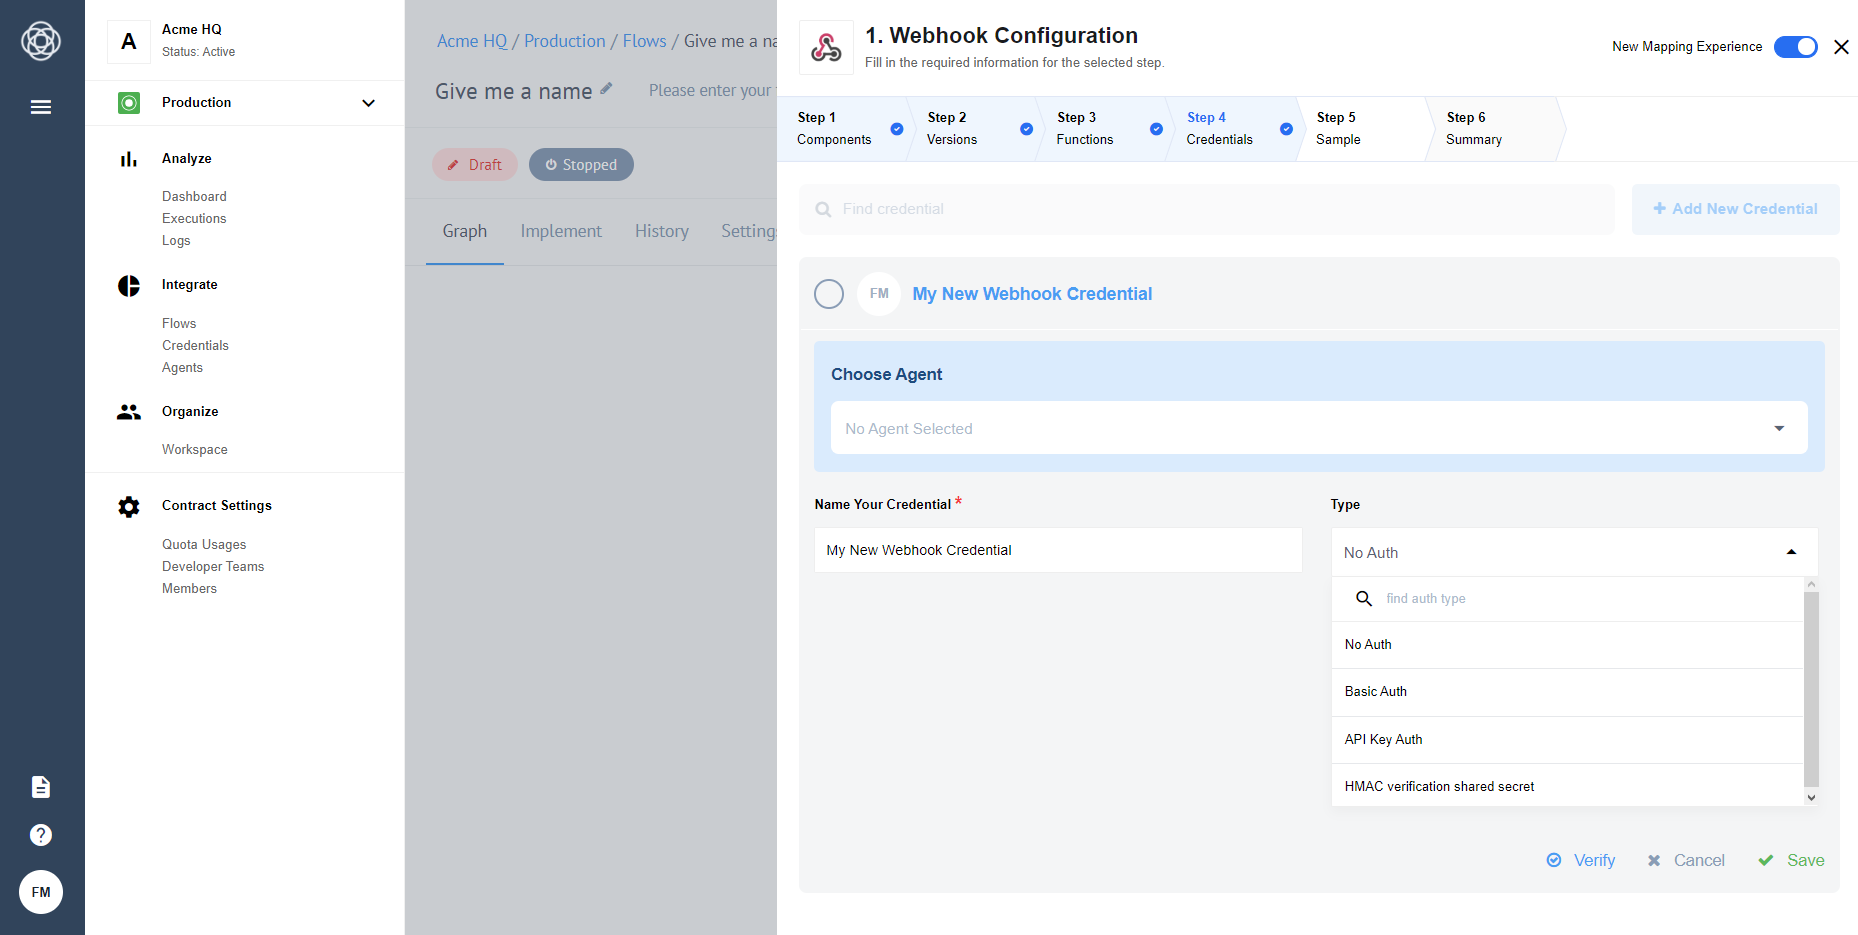 A
Acme HQ
Status: Active
Production
Analyze
Dashboard
Executions
Logs
Integrate
Flows
Credentials
Agents
Organize
Workspace
Contract Settings
Quota Usages
Developer Teams
Members
FM
Acme HQ / Production / Flows / Give me a na
Give me a name
Please enter your
Draft
Stopped
Graph
Implement
History
Setting
1. Webhook Configuration
Fill in the required information for the selected step.
New Mapping Experience
Step 1
Components
Step 2
Versions
Step 3
Functions
Step 4
Credentials
Step 5
Sample
Step 6
Summary
Find credential
+ Add New Credential
FM
My New Webhook Credential
Choose Agent
No Agent Selected
Name Your Credential *
My New Webhook Credential
Type
No Auth
find auth type
No Auth
Basic Auth
API Key Auth
HMAC verification shared secret
Verify
Cancel
Save